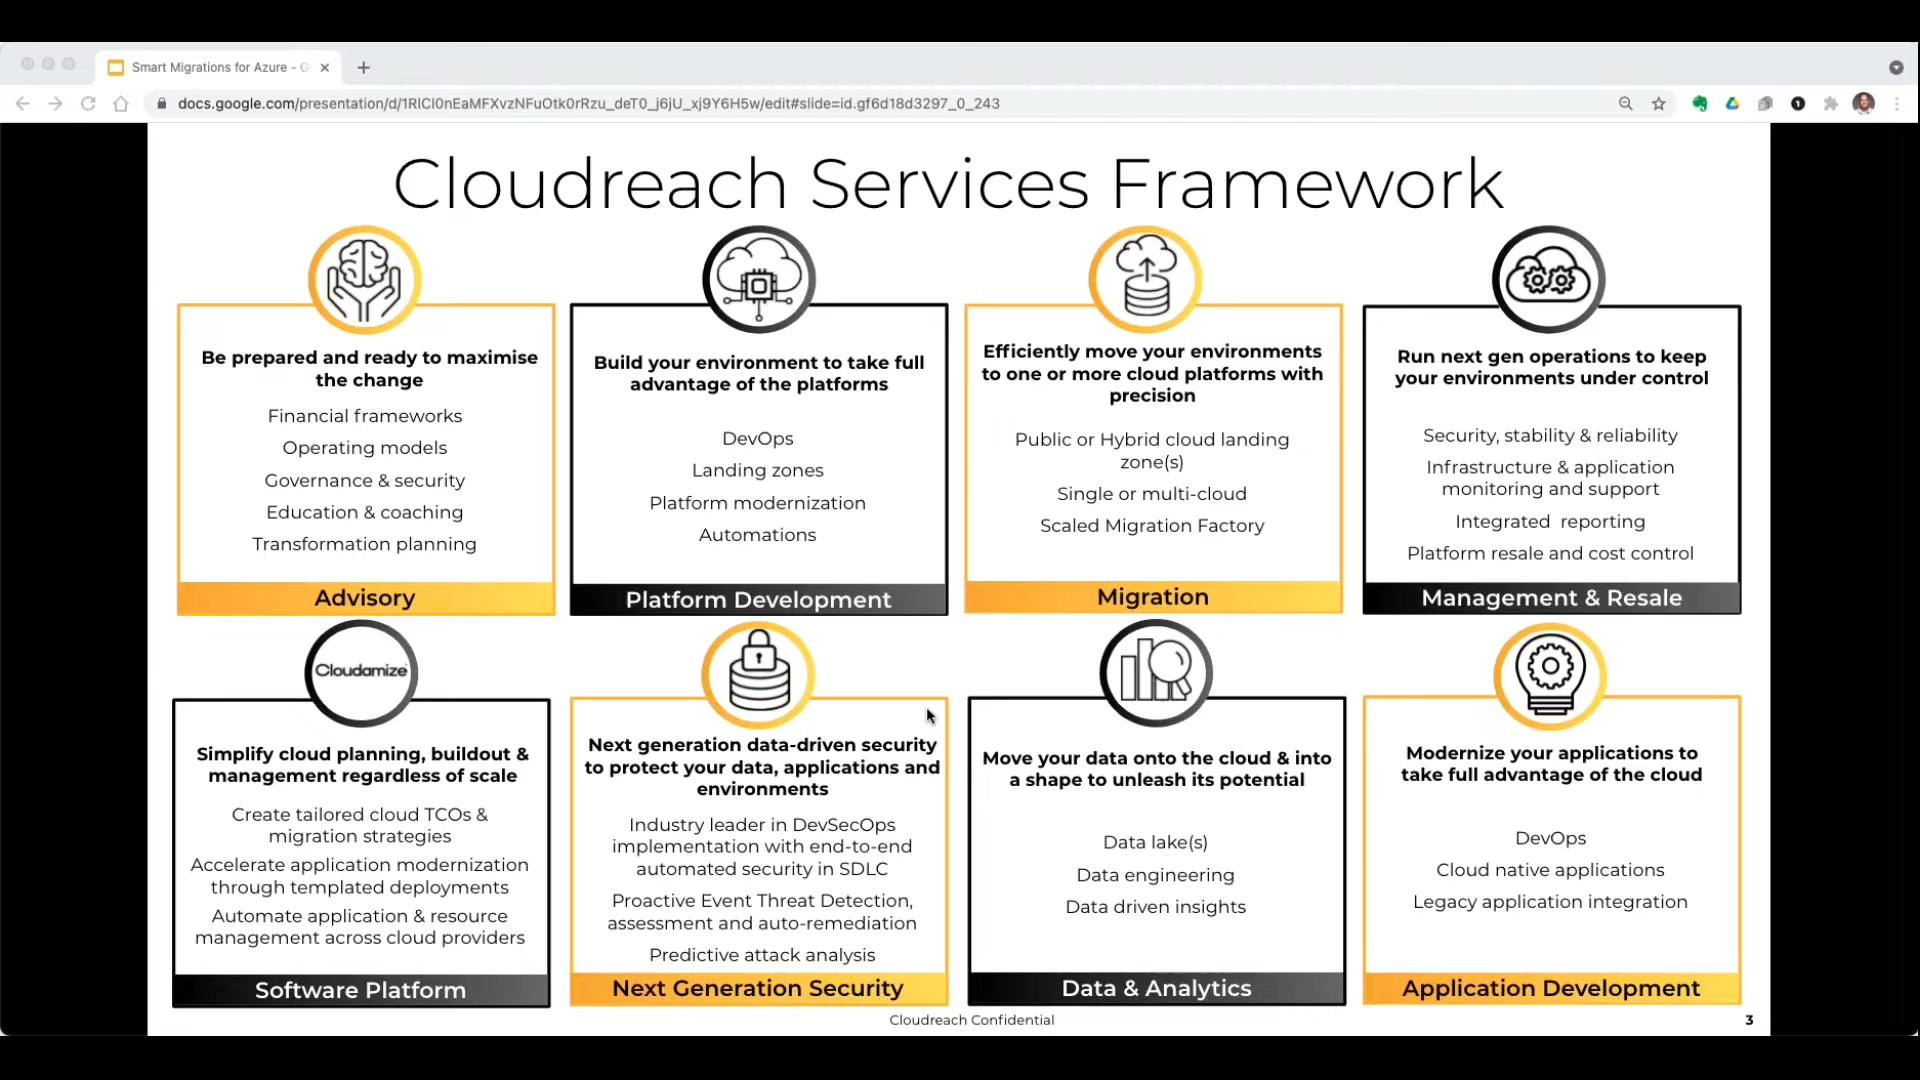 Smart Migrations for Azure - G
docs.google.com/presentation/d/1RlCl0nEaMFXvzNFuOtk0rRzu_deT0_j6jU_xj9Y6H5w/edit#slide=id.gf6d18d3297_0_243
Cloudreach Services Framework
Be prepared and ready to maximise
the change
Financial frameworks
Operating models
Governance & security
Education & coaching
Transformation planning
Advisory
Build your environment to take full
advantage of the platforms
DevOps
Landing zones
Platform modernization
Automations
Platform Development
Efficiently move your environments
to one or more cloud platforms with
precision
Public or Hybrid cloud landing
zone(s)
Single or multi-cloud
Scaled Migration Factory
Migration
Run next gen operations to keep
your environments under control
Security, stability & reliability
Infrastructure & application
monitoring and support
Integrated reporting
Platform resale and cost control
Management & Resale
Cloudamize
Simplify cloud planning, buildout &
management regardless of scale
Create tailored cloud TCOs &
migration strategies
Accelerate application modernization
through templated deployments
Automate application & resource
management across cloud providers
Software Platform
Next generation data-driven security
to protect your data, applications and
environments
Industry leader in DevSecOps
implementation with end-to-end
automated security in SDLC
Proactive Event Threat Detection,
assessment and auto-remediation
Predictive attack analysis
Next Generation Security
Move your data onto the cloud & into
a shape to unleash its potential
Data lake(s)
Data engineering
Data driven insights
Data & Analytics
Modernize your applications to
take full advantage of the cloud
DevOps
Cloud native applications
Legacy application integration
Application Development
Cloudreach Confidential
3